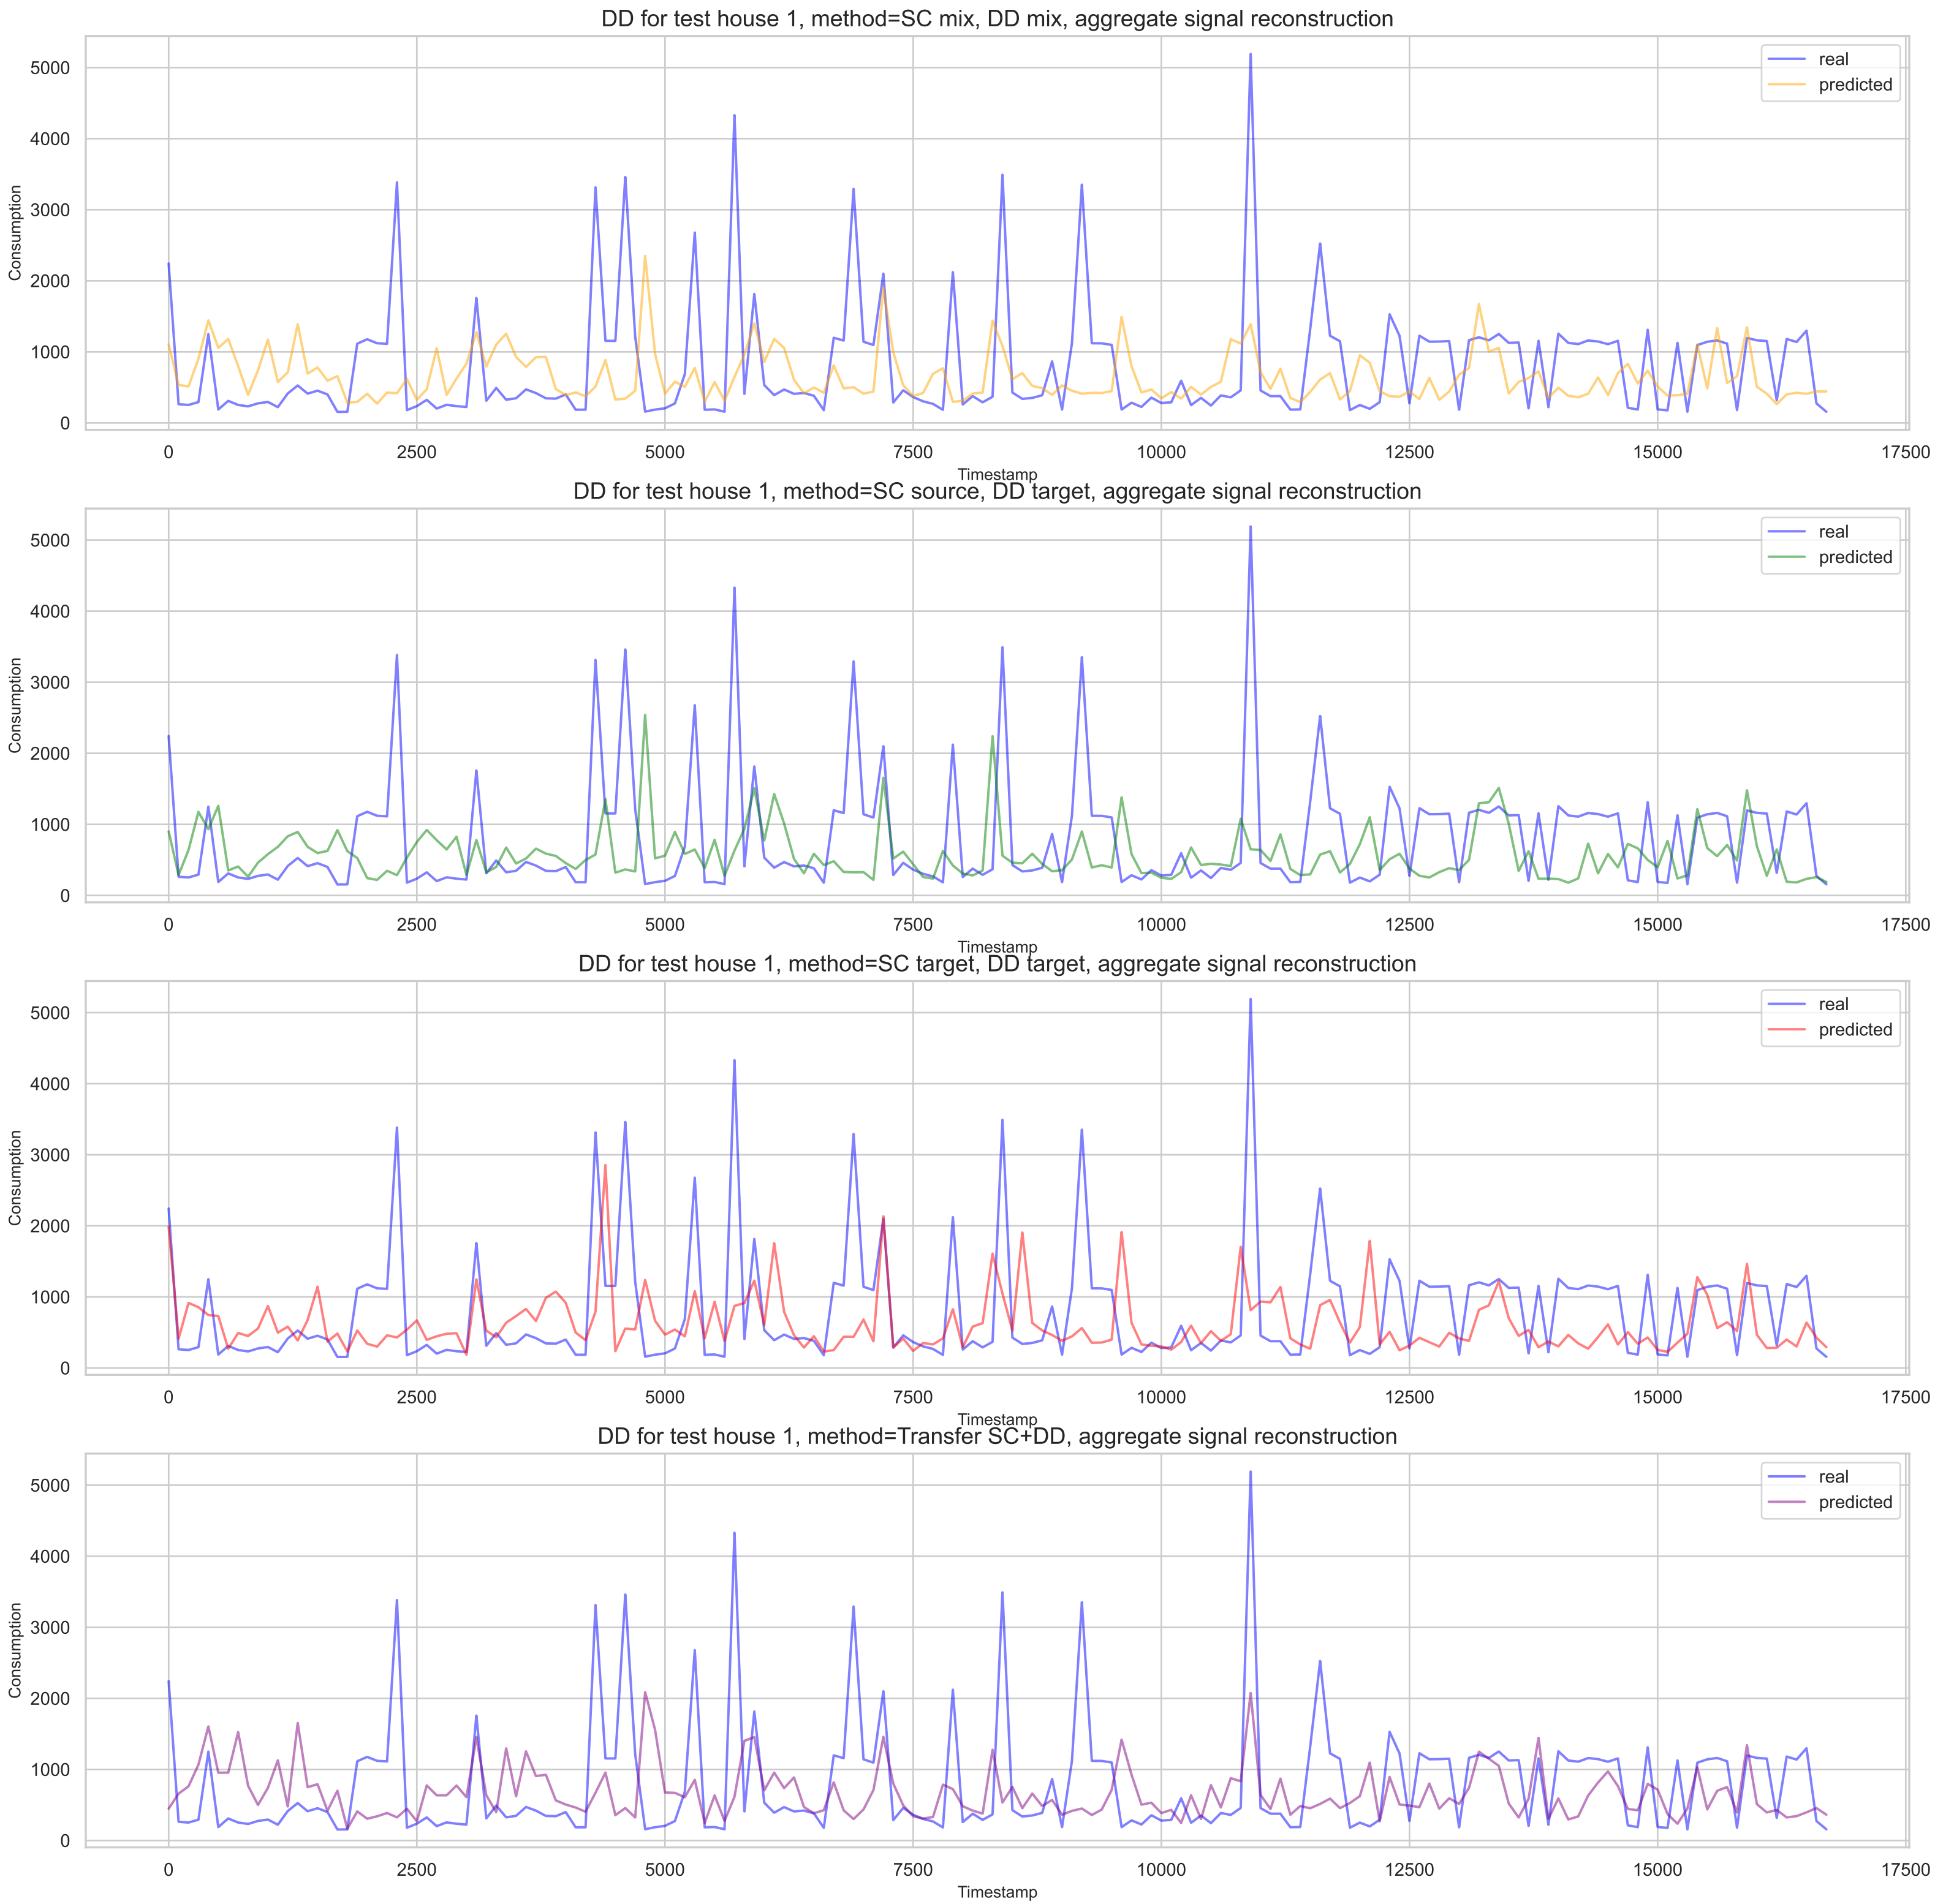 DD for test house 1, method=SC mix, DD mix, aggregate signal reconstruction
real
predicted
Consumption
5000
4000
3000
2000
1000
0
0 2500 5000 7500 10000 12500 15000 17500
Timestamp
DD for test house 1, method=SC source, DD target, aggregate signal reconstruction
real
predicted
Consumption
5000
4000
3000
2000
1000
0
0 2500 5000 7500 10000 12500 15000 17500
Timestamp
DD for test house 1, method=SC target, DD target, aggregate signal reconstruction
real
predicted
Consumption
5000
4000
3000
2000
1000
0
0 2500 5000 7500 10000 12500 15000 17500
Timestamp
DD for test house 1, method=Transfer SC+DD, aggregate signal reconstruction
real
predicted
Consumption
5000
4000
3000
2000
1000
0
0 2500 5000 7500 10000 12500 15000 17500
Timestamp